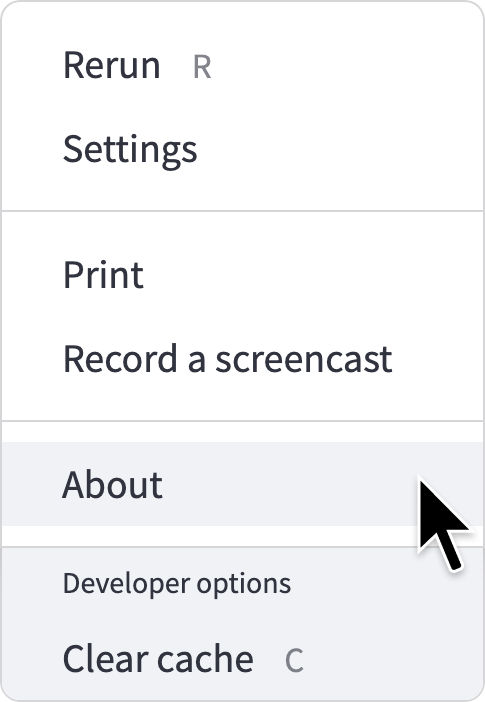 Rerun R
Settings
Print
Record a screencast
About
Developer options
Clear cache C